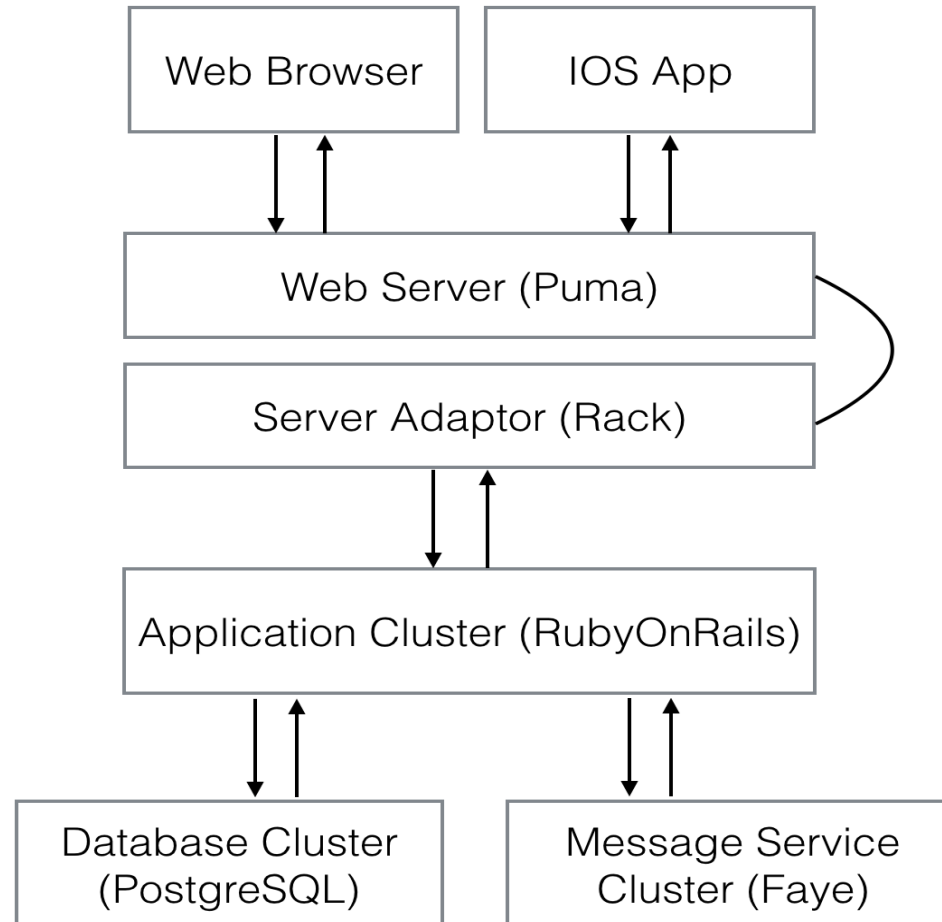 Web Browser
IOS App
Web Server (Puma)
Server Adaptor (Rack)
Application Cluster (RubyOnRails)
Database Cluster
(PostgreSQL)
Message Service
Cluster (Faye)